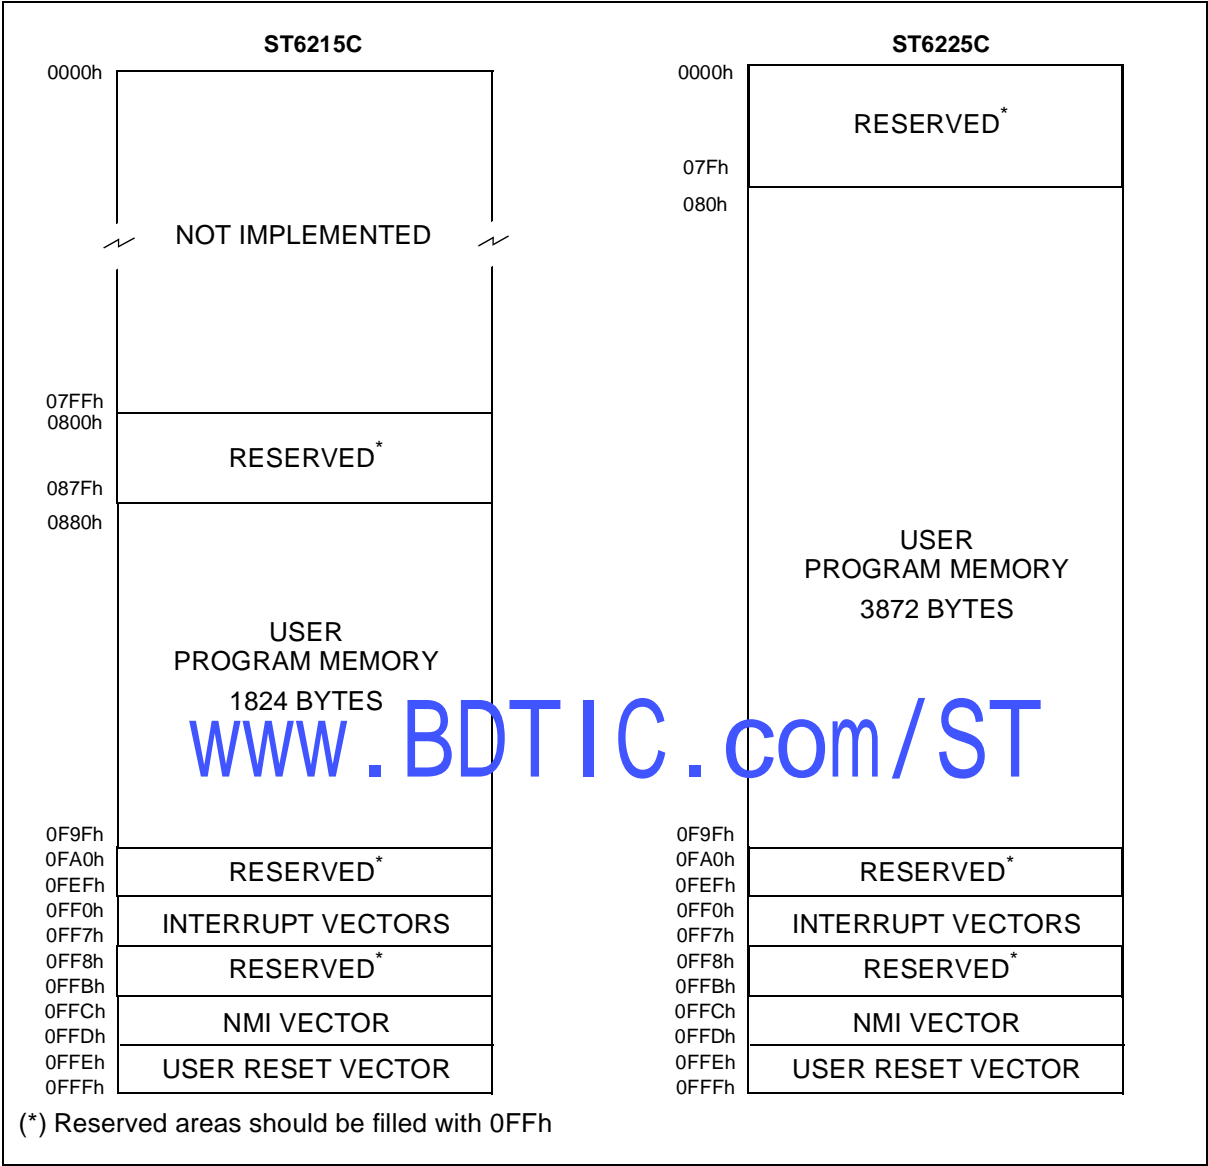 ST6215C
0000h
NOT IMPLEMENTED
07FFh
0800h
RESERVED*
087Fh
0880h
USER
PROGRAM MEMORY
1824 BYTES
0F9Fh
0FA0h
RESERVED*
0FEFh
0FF0h
INTERRUPT VECTORS
0FF7h
0FF8h
RESERVED*
0FFBh
0FFCh
NMI VECTOR
0FFDh
0FFEh
USER RESET VECTOR
0FFFh
ST6225C
0000h
RESERVED*
07Fh
080h
USER
PROGRAM MEMORY
3872 BYTES
0F9Fh
0FA0h
RESERVED*
0FEFh
0FF0h
INTERRUPT VECTORS
0FF7h
0FF8h
RESERVED*
0FFBh
0FFCh
NMI VECTOR
0FFDh
0FFEh
USER RESET VECTOR
0FFFh
www.BDTIC.com/ST
(*) Reserved areas should be filled with 0FFh